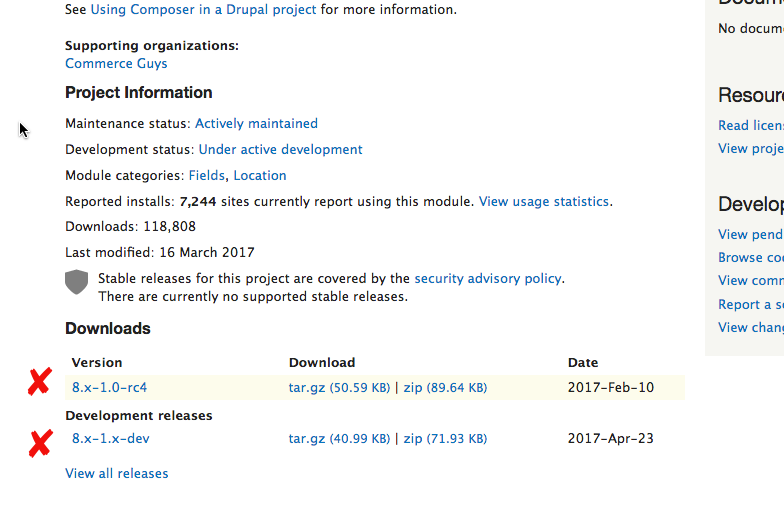 See Using Composer in a Drupal project for more information.
Supporting organizations:
Commerce Guys
Project Information
Maintenance status: Actively maintained
Development status: Under active development
Module categories: Fields, Location
Reported installs: 7,244 sites currently report using this module. View usage statistics.
Downloads: 118,808
Last modified: 16 March 2017
Stable releases for this project are covered by the security advisory policy.
There are currently no supported stable releases.
Downloads
Version Download Date
8.x-1.0-rc4 tar.gz (50.59 KB) | zip (89.64 KB) 2017-Feb-10
Development releases
8.x-1.x-dev tar.gz (40.99 KB) | zip (71.93 KB) 2017-Apr-23
View all releases
No docum
Resour
Read licen
View proje
Develop
View pend
Browse co
View comm
Report a s
View chang